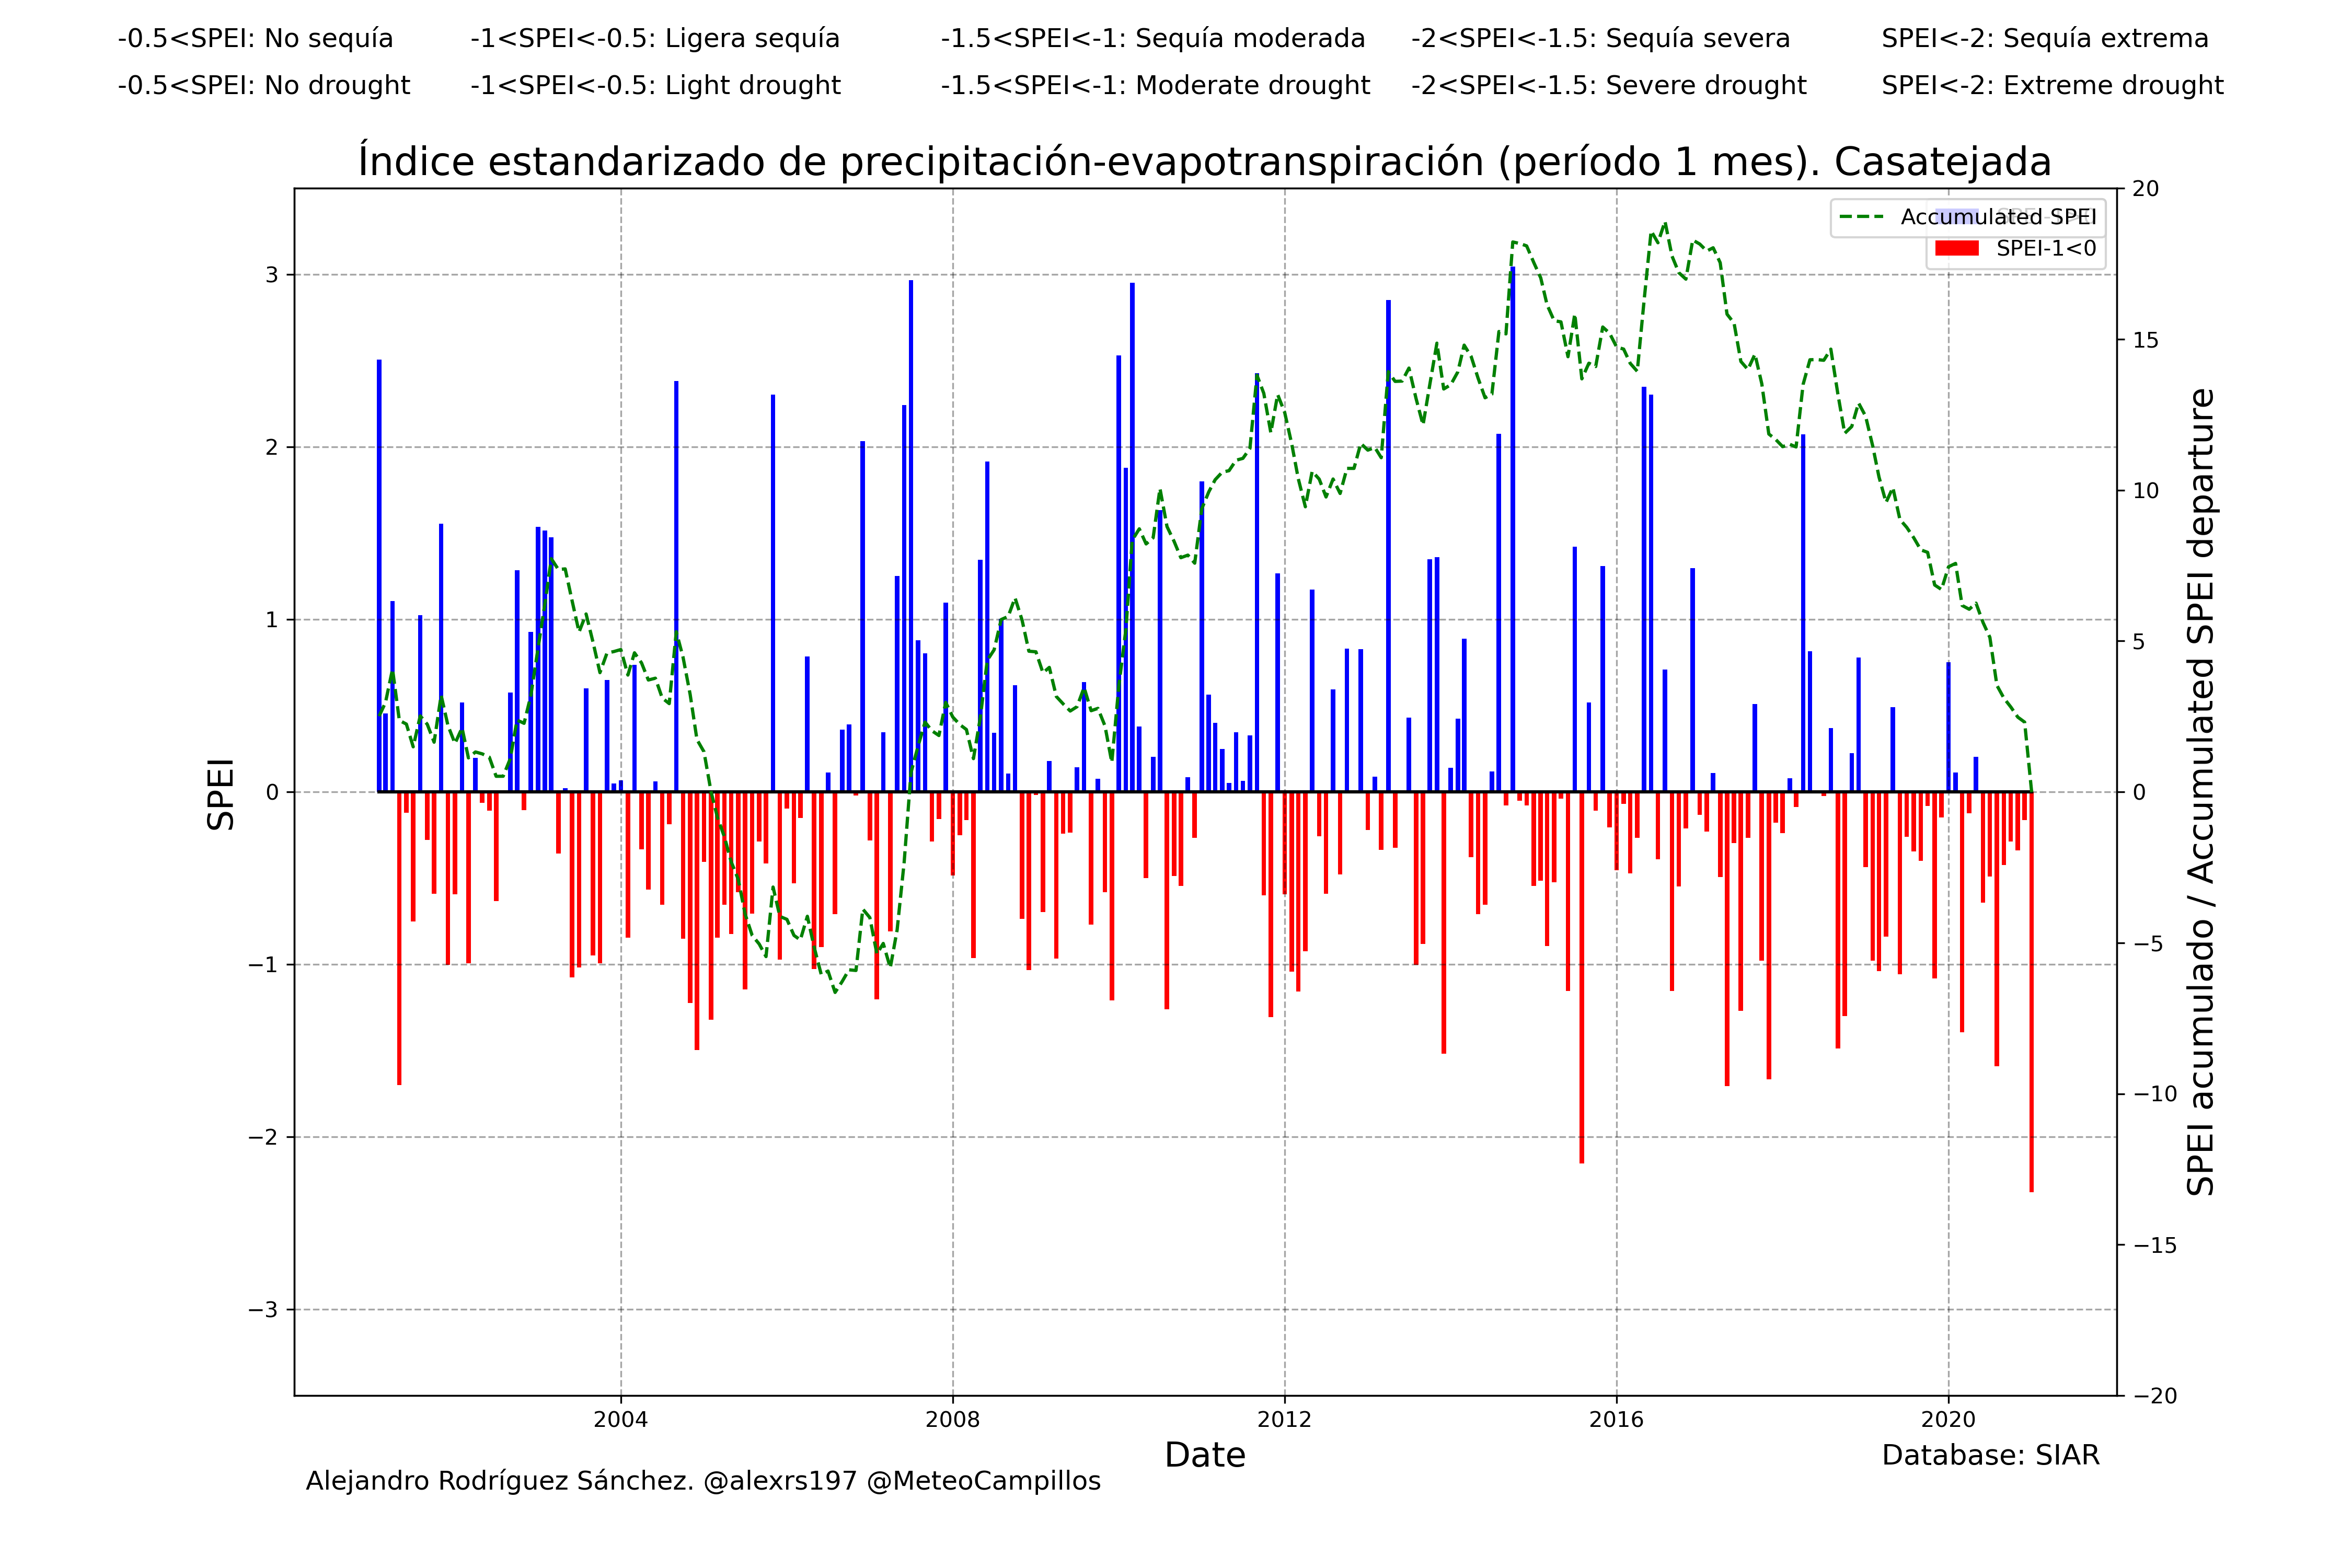 -0.5<SPEI: No sequía -1<SPEI<-0.5: Ligera sequía -1.5<SPEI<-1: Sequía moderada -2<SPEI<-1.5: Sequía severa SPEI<-2: Sequía extrema
-0.5<SPEI: No drought -1<SPEI<-0.5: Light drought -1.5<SPEI<-1: Moderate drought -2<SPEI<-1.5: Severe drought SPEI<-2: Extreme drought
Índice estandarizado de precipitación-evapotranspiración (período 1 mes). Casatejada
Accumulated SPEI
SPEI-1<0
SPEI
3
2
1
0
−1
−2
−3
20
15
10
5
0
−5
−10
−15
−20
SPEI acumulado / Accumulated SPEI departure
2004 2008 2012 2016 2020
Date
Database: SIAR
Alejandro Rodríguez Sánchez. @alexrs197 @MeteoCampillos